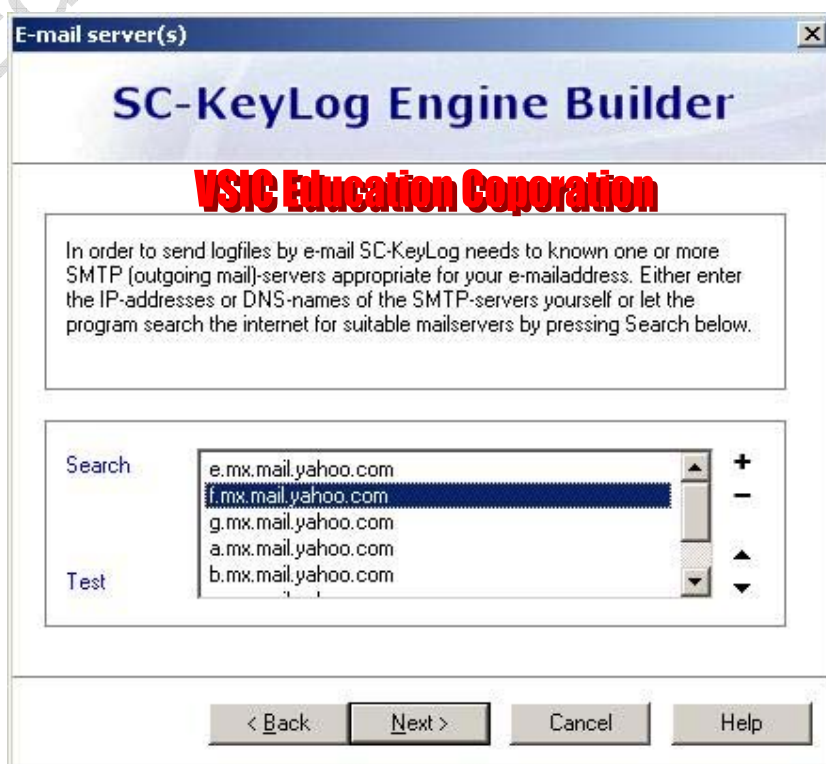 E-mail server(s)
SC-KeyLog Engine Builder
VSIC Education Coporation
In order to send logfiles by e-mail SC-KeyLog needs to known one or more
SMTP (outgoing mail)-servers appropriate for your e-mailaddress. Either enter
the IP-addresses or DNS-names of the SMTP-servers yourself or let the
program search the internet for suitable mailservers by pressing Search below.
Search
e.mx.mail.yahoo.com
f.mx.mail.yahoo.com
g.mx.mail.yahoo.com
a.mx.mail.yahoo.com
Test
b.mx.mail.yahoo.com
< Back
Next >
Cancel
Help